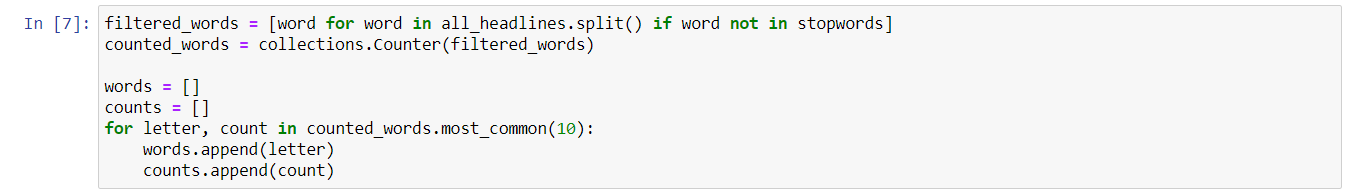 In [7]: filtered_words = [word for word in all_headlines.split() if word not in stopwords]
counted_words = collections.Counter(filtered_words)

words = []
counts = []
for letter, count in counted_words.most_common(10):
    words.append(letter)
    counts.append(count)